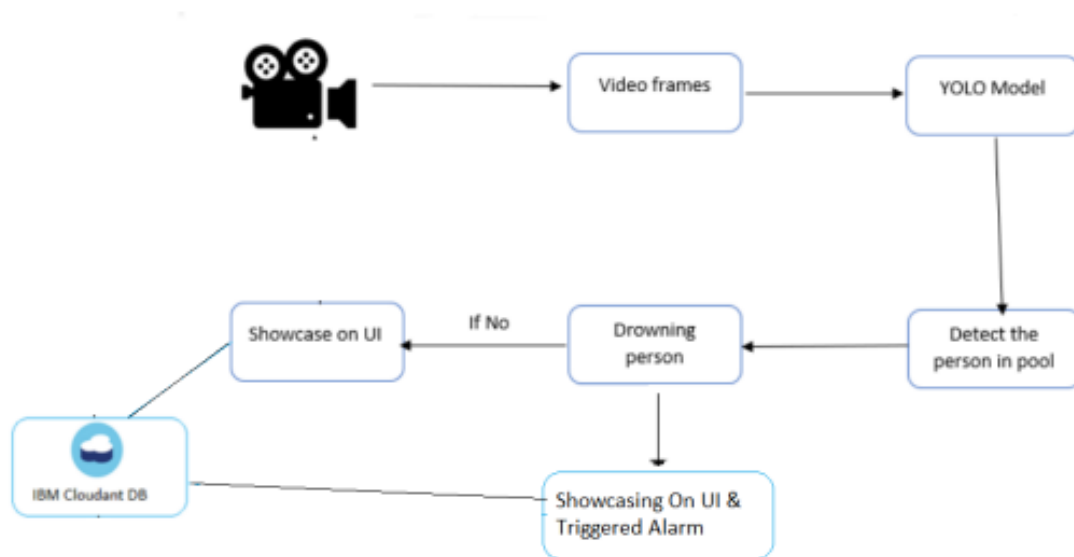 Video frames
YOLO Model
Showcase on UI
If No
Drowning
person
Detect the
person in pool
IBM Cloudant DB
Showcasing On UI &
Triggered Alarm